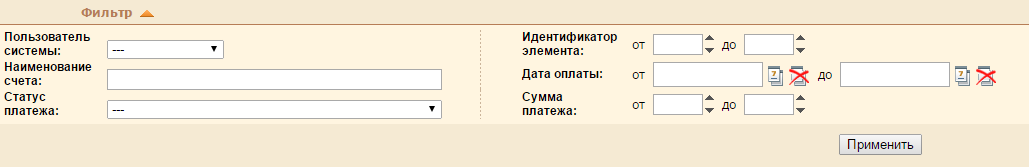 Фильтр
Пользователь
системы:
---
Наименование
счета:
Статус
платежа:
---
Идентификатор
элемента:
от до
Дата оплаты:
от до
Сумма
платежа:
от до
Применить